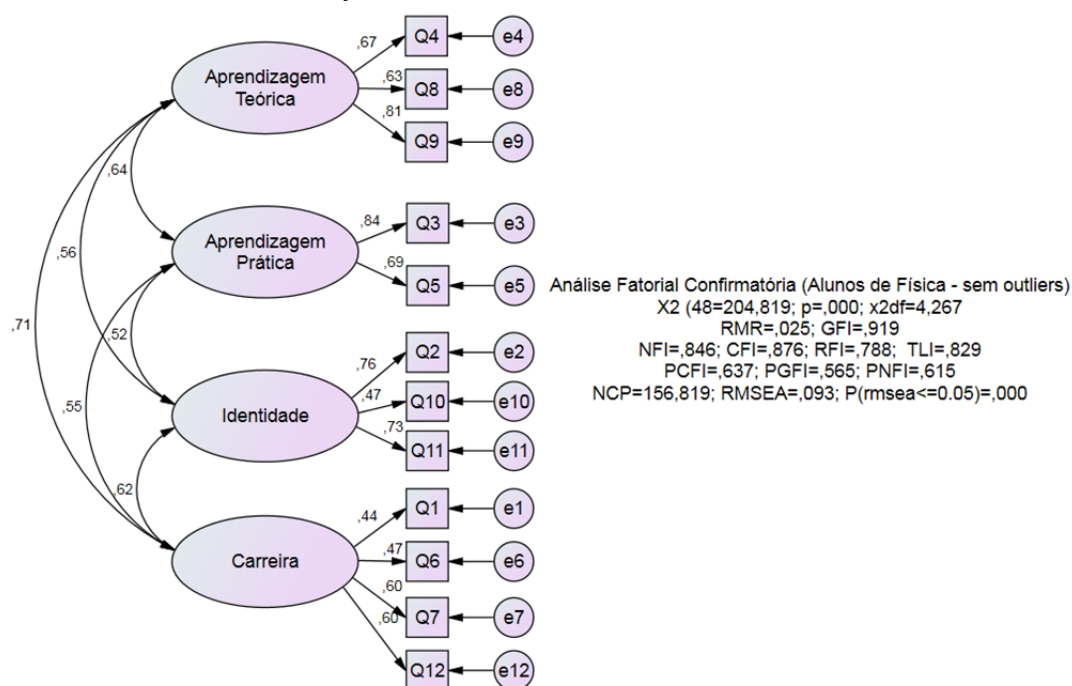 ,67
Q4
e4
Aprendizagem
Teórica
,63
Q8
e8
,81
Q9
e9
,64
,84
Q3
e3
Aprendizagem
Prática
,56
,69
Q5
e5
Análise Fatorial Confirmatória (Alunos de Física - sem outliers)
X2 (48=204,819; p=,000; x2df=4,267
RMR=,025; GFI=,919
NFI=,846; CFI=,876; RFI=,788; TLI=,829
PCFI=,637; PGFI=,565; PNFI=,615
NCP=156,819; RMSEA=,093; P(rmsea<=0.05)=,000
,71
,52
,76
Q2
e2
,55
,47
Q10
e10
Identidade
,73
Q11
e11
,62
,44
Q1
e1
Carreira
,47
Q6
e6
,60
Q7
e7
,60
Q12
e12